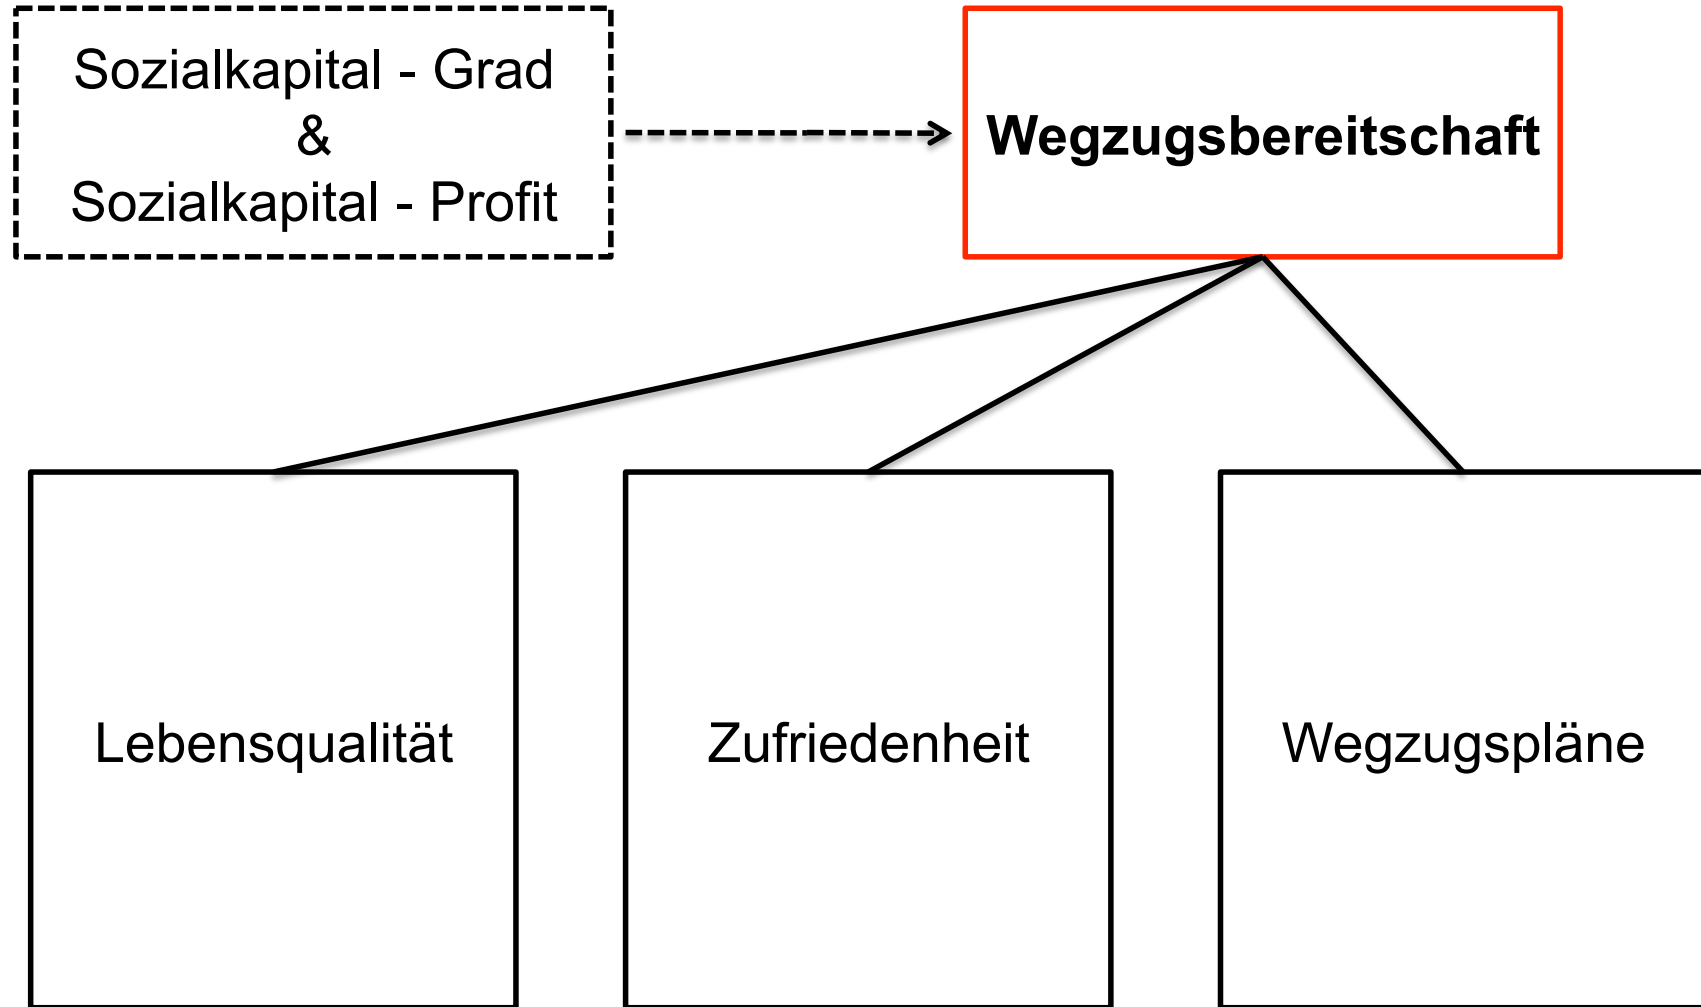 Sozialkapital - Grad
&
Sozialkapital - Profit
Wegzugsbereitschaft
Lebensqualität
Zufriedenheit
Wegzugspläne